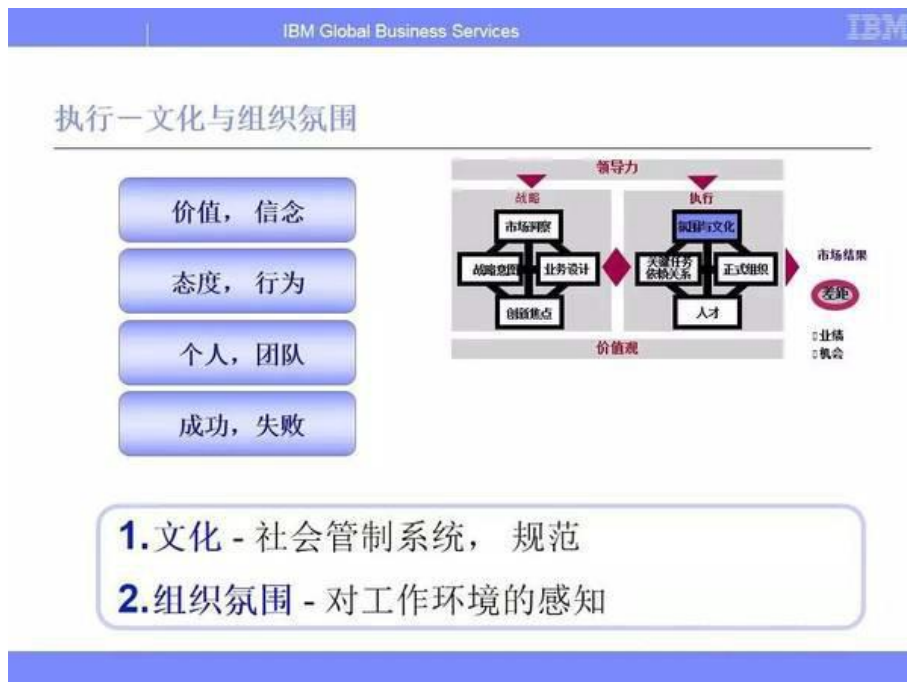 IBM Global Business Services
IBM
执行－文化与组织氛围
价值， 信念
态度， 行为
个人，团队
成功，失败
领导力
战略
执行
市场洞察
战略意图
业务设计
创新焦点
氛围与文化
关键任务
依赖关系
正式组织
人才
市场结果
差距
业绩
机会
价值观
1.文化 - 社会管制系统， 规范
2.组织氛围 - 对工作环境的感知